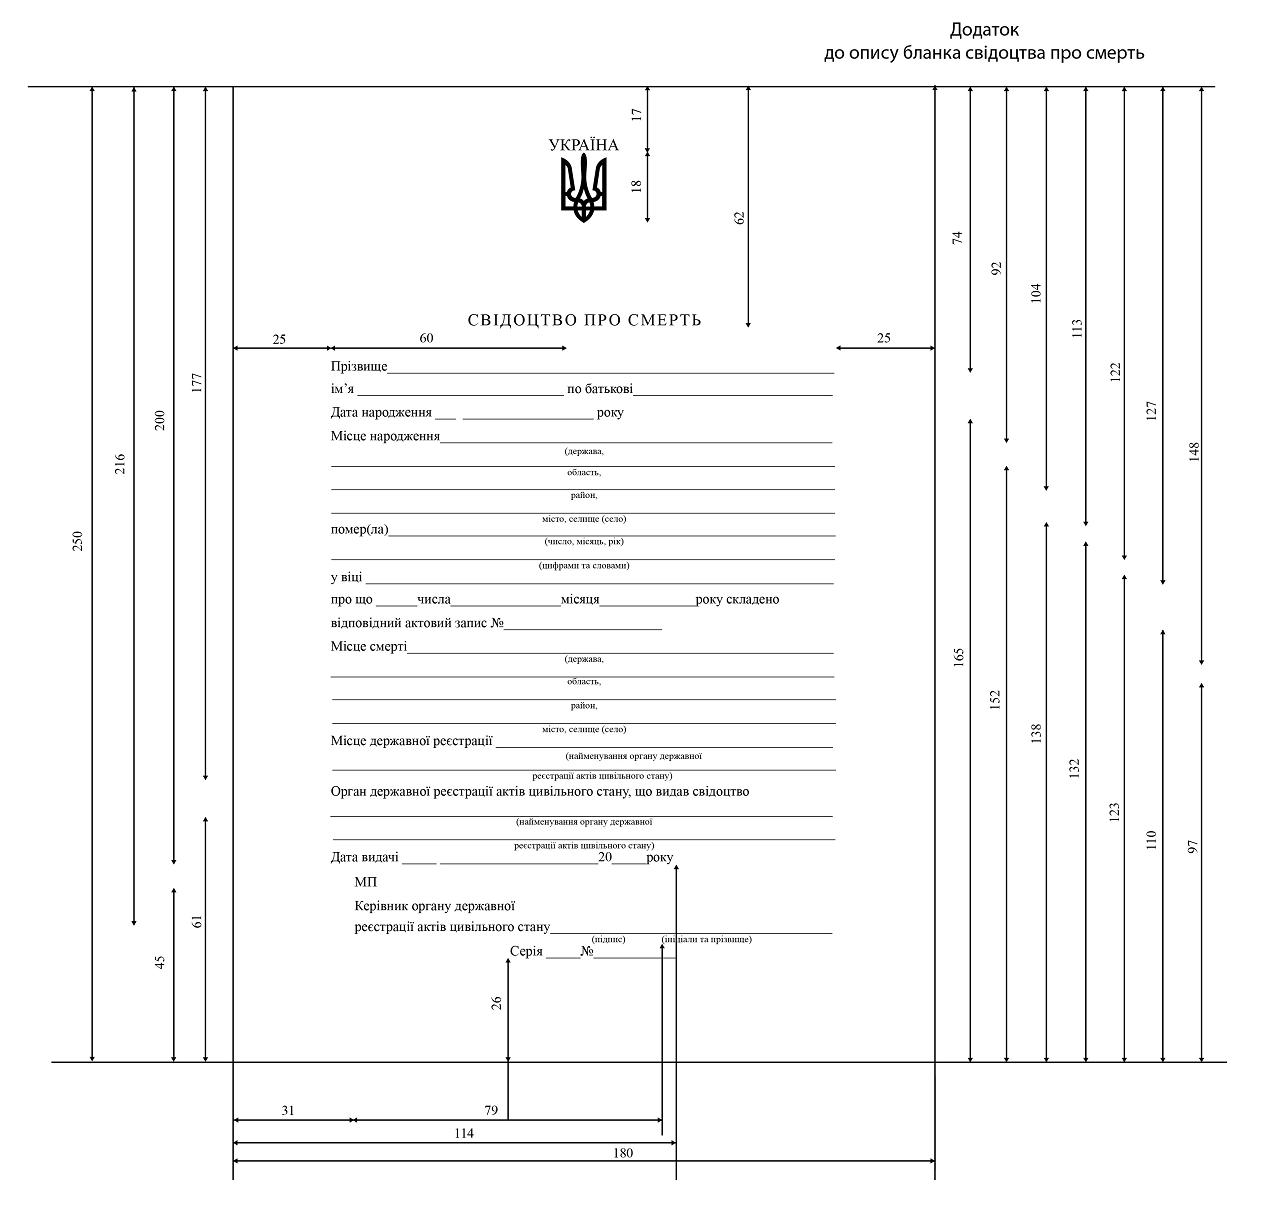 Додаток
до опису бланка свідоцтва про смерть
17
УКРАЇНА
18
62
74
92
104
113
122
127
148
СВІДОЦТВО ПРО СМЕРТЬ
25
60
25
177
200
216
250
Прізвище
ім’я по батькові
Дата народження року
Місце народження
(держава,
область,
район,
місто, селище (село)
помер(ла)
(число, місяць, рік)
(цифрами та словами)
у віці
про що числа місяця року складено
відповідний актовий запис №
Місце смерті
(держава,
область,
район,
місто, селище (село)
Місце державної реєстрації
(найменування органу державної
реєстрації актів цивільного стану)
Орган державної реєстрації актів цивільного стану, що видав свідоцтво
(найменування органу державної
реєстрації актів цивільного стану)
Дата видачі 20 року
МП
Керівник органу державної
реєстрації актів цивільного стану
(підпис) (ініціали та прізвище)
Серія №
165
152
138
132
123
110
97
61
45
26
31
79
114
180